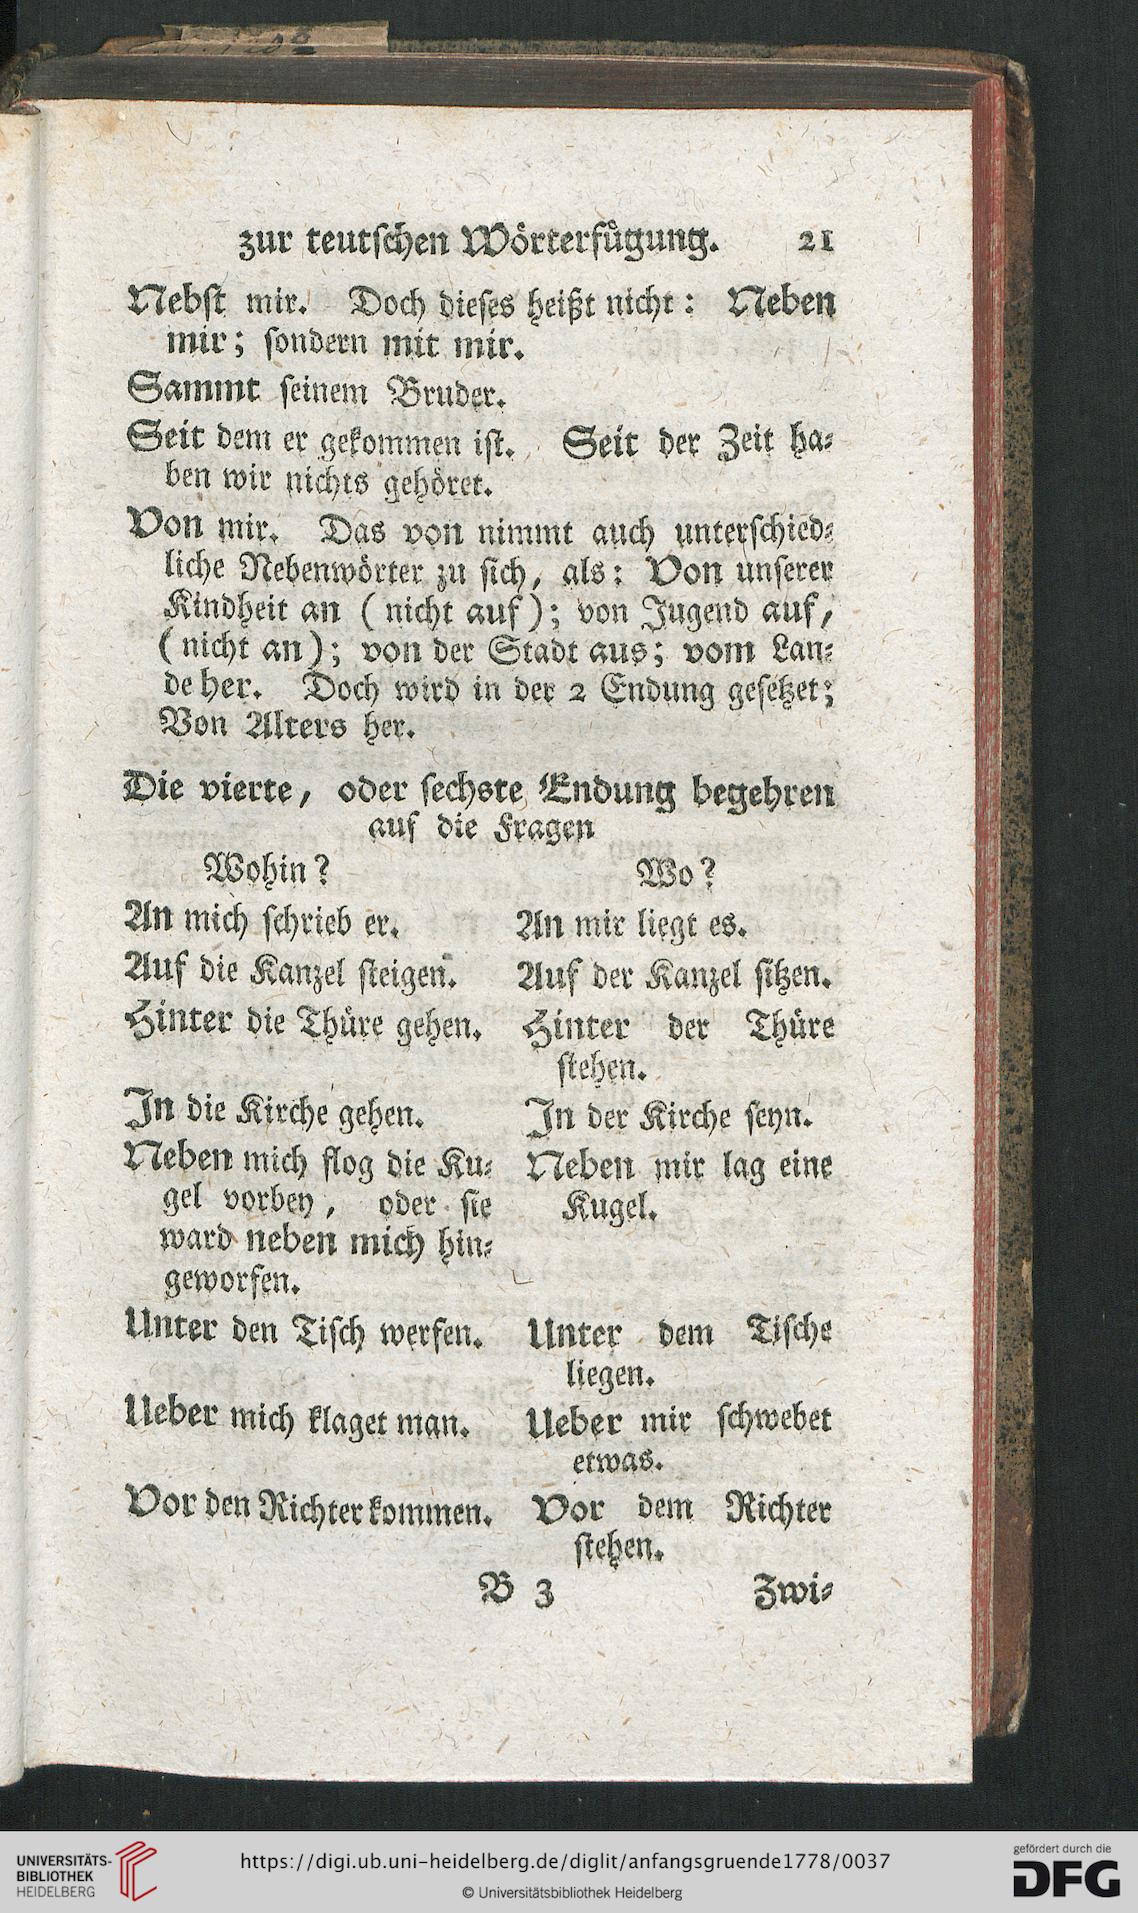 zur teutschen Wörterfügung. 21
Nebst mir. Doch dieses heißt nicht: Neben
mir; sondern mit mir.
Sammt seinem Bruder.
Seit dem er gekommen ist. Seit der Zeit ha-
ben wir nichts gehöret.
Von mir. Das von nimmt auch unterschied-
liche Nebenwörter zu sich, als: Von unserer
Kindheit an (nicht auf); von Jugend auf,
(nicht an); von der Stadt aus; vom Lan-
de her. Doch wird in der 2 Endung gesetzet;
Von Alters her.
Die vierte, oder sechste Endung begehren
auf die Fragen
Wohin? Wo?
An mich schrieb er. An mir liegt es.
Auf die Kanzel steigen. Auf der Kanzel sitzen.
Hinter die Thüre gehen. Hinter der Thüre
stehen.
In die Kirche gehen. In der Kirche seyn.
Neben mich flog die Ku- Neben mir lag eine
gel vorbey, oder sie Kugel.
ward neben mich hin-
geworfen.
Unter den Tisch werfen. Unter dem Tische
liegen.
Ueber mich klaget man. Ueber mir schwebet
etwas.
Vor den Richter kommen. Vor dem Richter
stehen.
B 3 Zwi-
UNIVERSITÄTS-
BIBLIOTHEK
HEIDELBERG
https://digi.ub.uni-heidelberg.de/diglit/anfangsgruende1778/0037
© Universitätsbibliothek Heidelberg
gefördert durch die
DFG